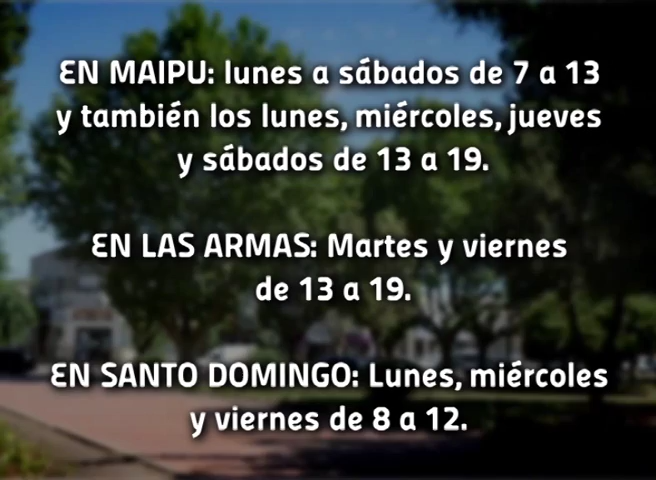 EN MAIPU: lunes a sábados de 7 a 13
y también los lunes, miércoles, jueves
y sábados de 13 a 19.
EN LAS ARMAS: Martes y viernes
de 13 a 19.
EN SANTO DOMINGO: Lunes, miércoles
y viernes de 8 a 12.